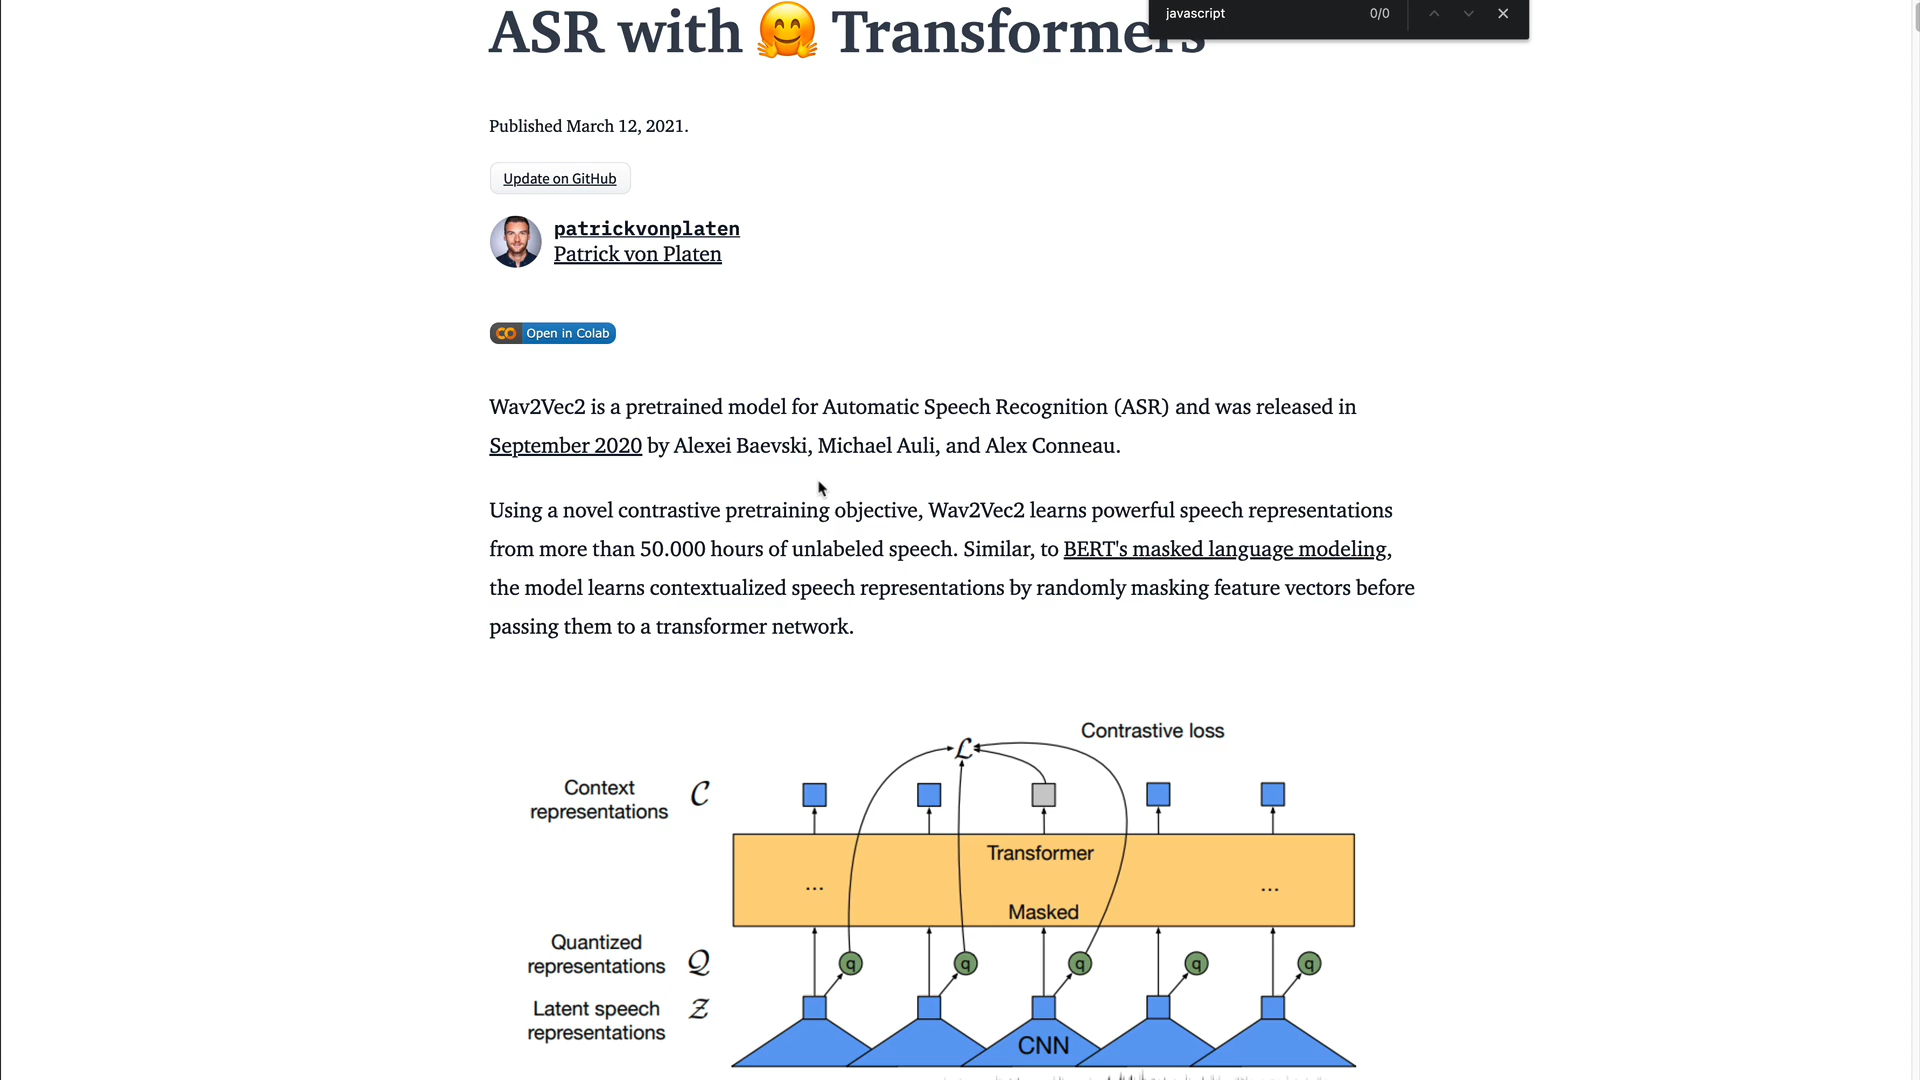 ASR with 🤗 Transformers
javascript
0/0
Published March 12, 2021.
Update on GitHub
patrickvonplaten
Patrick von Platen
Open in Colab
Wav2Vec2 is a pretrained model for Automatic Speech Recognition (ASR) and was released in
September 2020 by Alexei Baevski, Michael Auli, and Alex Conneau.
Using a novel contrastive pretraining objective, Wav2Vec2 learns powerful speech representations
from more than 50.000 hours of unlabeled speech. Similar, to BERT's masked language modeling,
the model learns contextualized speech representations by randomly masking feature vectors before
passing them to a transformer network.
Contrastive loss
ℒ
Context
representations
𝒞
Transformer
...
...
Masked
Quantized
representations
𝒬
q
q
q
q
q
Latent speech
representations
𝒵
CNN